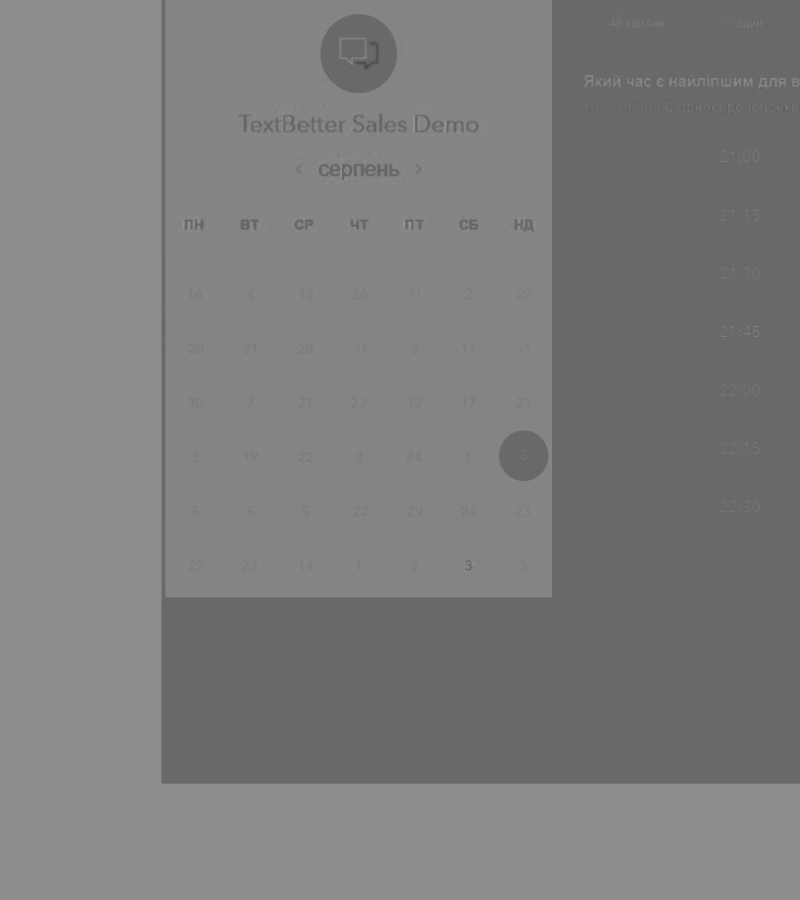 40 хвилин
годин
TextBetter Sales Demo
‹ серпень ›
Який час є найліпшим для в
ПН ВТ СР ЧТ ПТ СБ НД
21:00
21:15
21:30
21:45
22:00
22:15
22:30
16 4 13 26 11 2 22
28 21 28 31 3 17 11
30 7 21 23 12 17 21
3 19 22 8 24 1 6
5 5 22 29 24 23
22 23 14 1 8 3 3